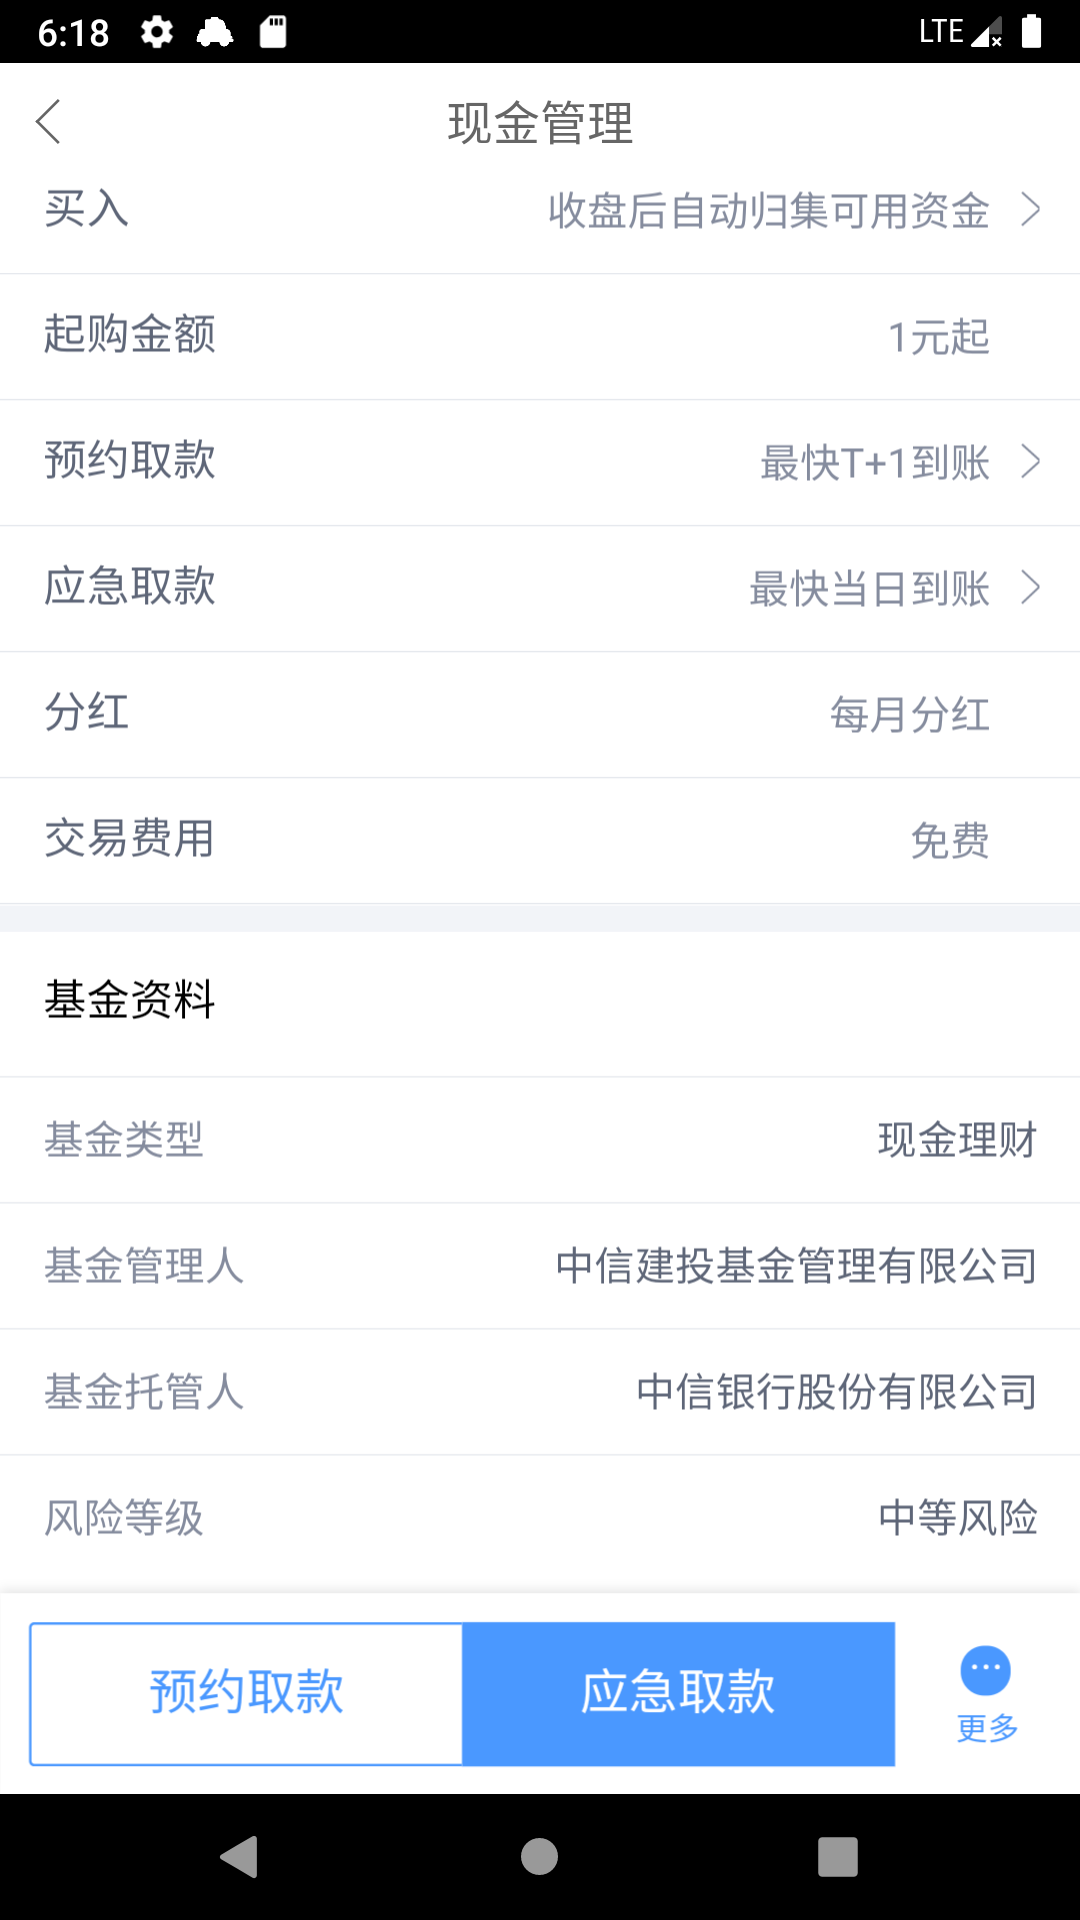 6:18 LTE
现金管理
买入 收盘后自动归集可用资金
起购金额 1元起
预约取款 最快T+1到账
应急取款 最快当日到账
分红 每月分红
交易费用 免费
基金资料
基金类型 现金理财
基金管理人 中信建投基金管理有限公司
基金托管人 中信银行股份有限公司
风险等级 中等风险
预约取款 应急取款 更多